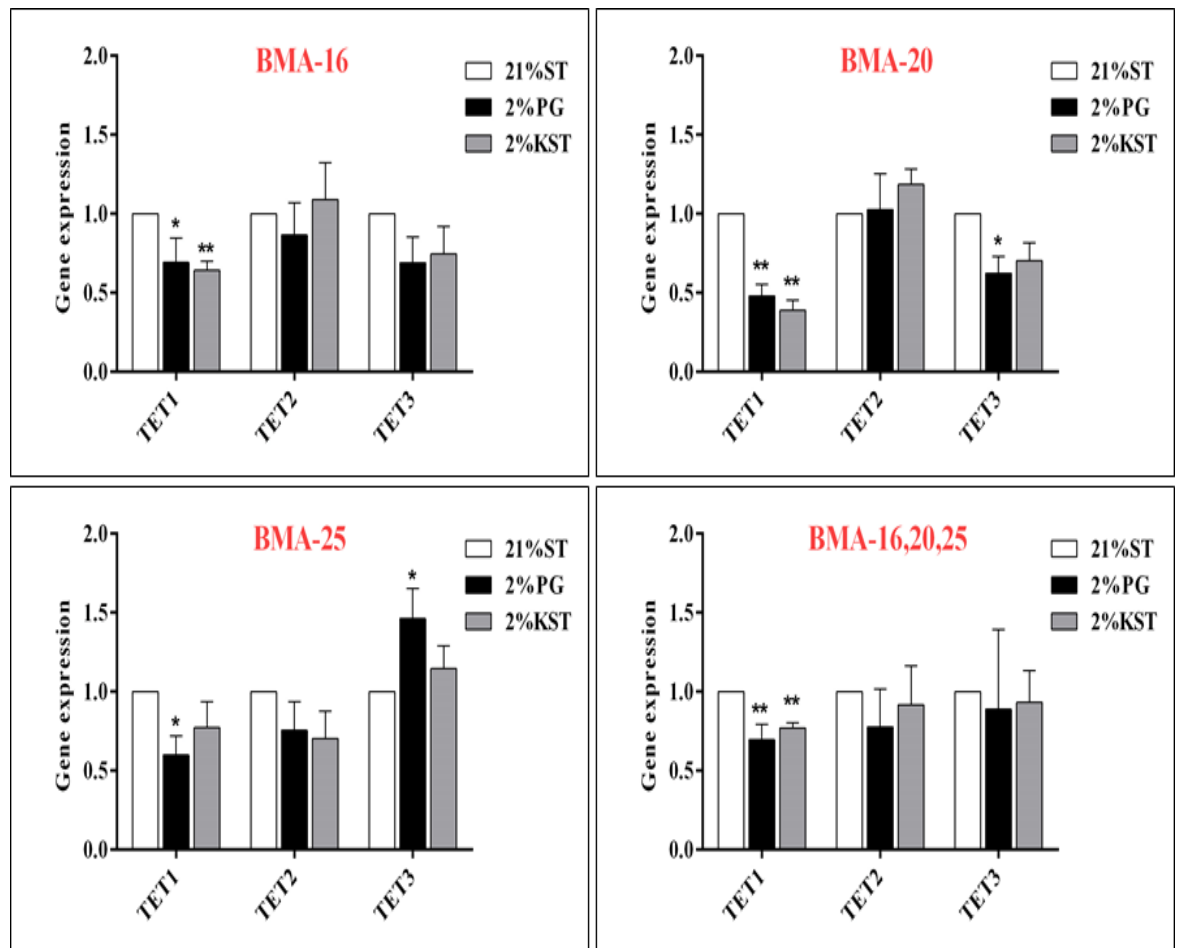 BMA-16
21%ST
2%PG
2%KST
Gene expression
2.0
1.5
1.0
0.5
0.0
*
**
TET1
TET2
TET3
BMA-20
21%ST
2%PG
2%KST
Gene expression
2.0
1.5
1.0
0.5
0.0
**
**
*
TET1
TET2
TET3
BMA-25
21%ST
2%PG
2%KST
Gene expression
2.0
1.5
1.0
0.5
0.0
*
*
TET1
TET2
TET3
BMA-16,20,25
21%ST
2%PG
2%KST
Gene expression
2.0
1.5
1.0
0.5
0.0
**
**
TET1
TET2
TET3